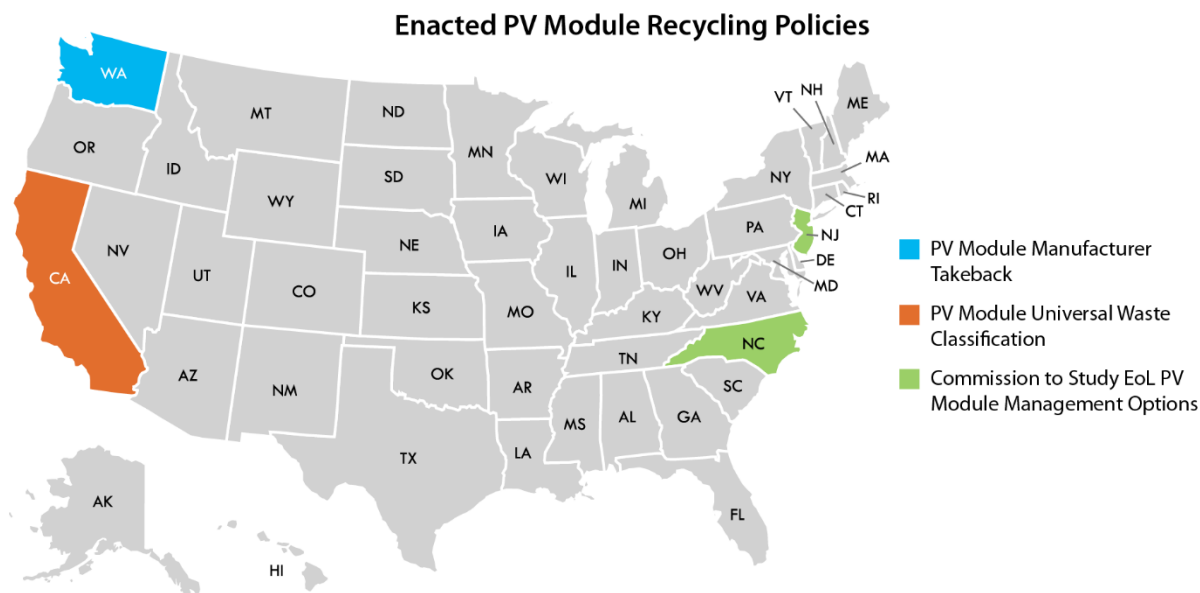 Enacted PV Module Recycling Policies
WA
OR
CA
ID
NV
MT
WY
UT
AZ
CO
NM
ND
SD
NE
KS
OK
TX
MN
IA
MO
AR
LA
WI
IL
MS
MI
IN
KY
TN
AL
OH
WV
VA
NC
SC
GA
FL
PA
NY
VT
NH
ME
MA
RI
CT
NJ
DE
MD
AK
HI
PV Module Manufacturer
Takeback
PV Module Universal Waste
Classification
Commission to Study EoL PV
Module Management Options